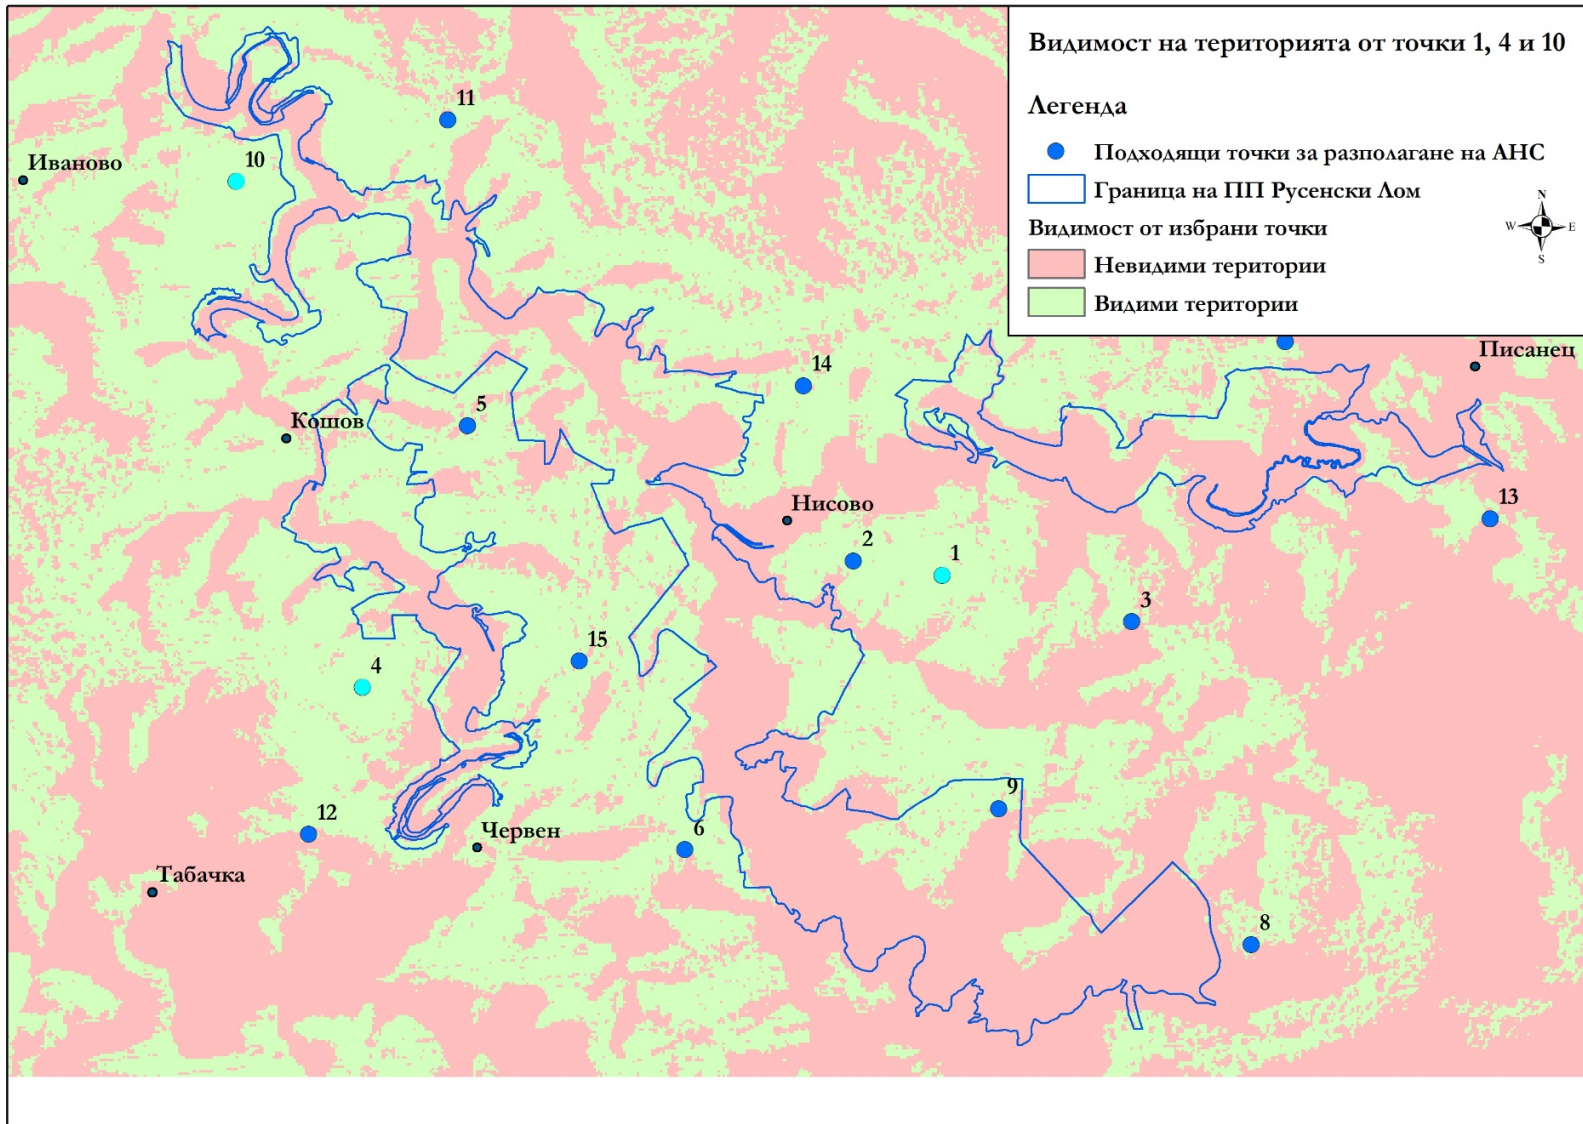 Видимост на територията от точки 1, 4 и 10
Легенда
Подходящи точки за разполагане на АНС
Граница на ПП Русенски Лом
Видимост от избрани точки
Невидими територии
Видими територии
N
W
E
S
11
10
Иваново
14
Писанец
5
Кошов
13
Нисово
2
1
3
15
4
9
12
Червен
6
Табачка
8